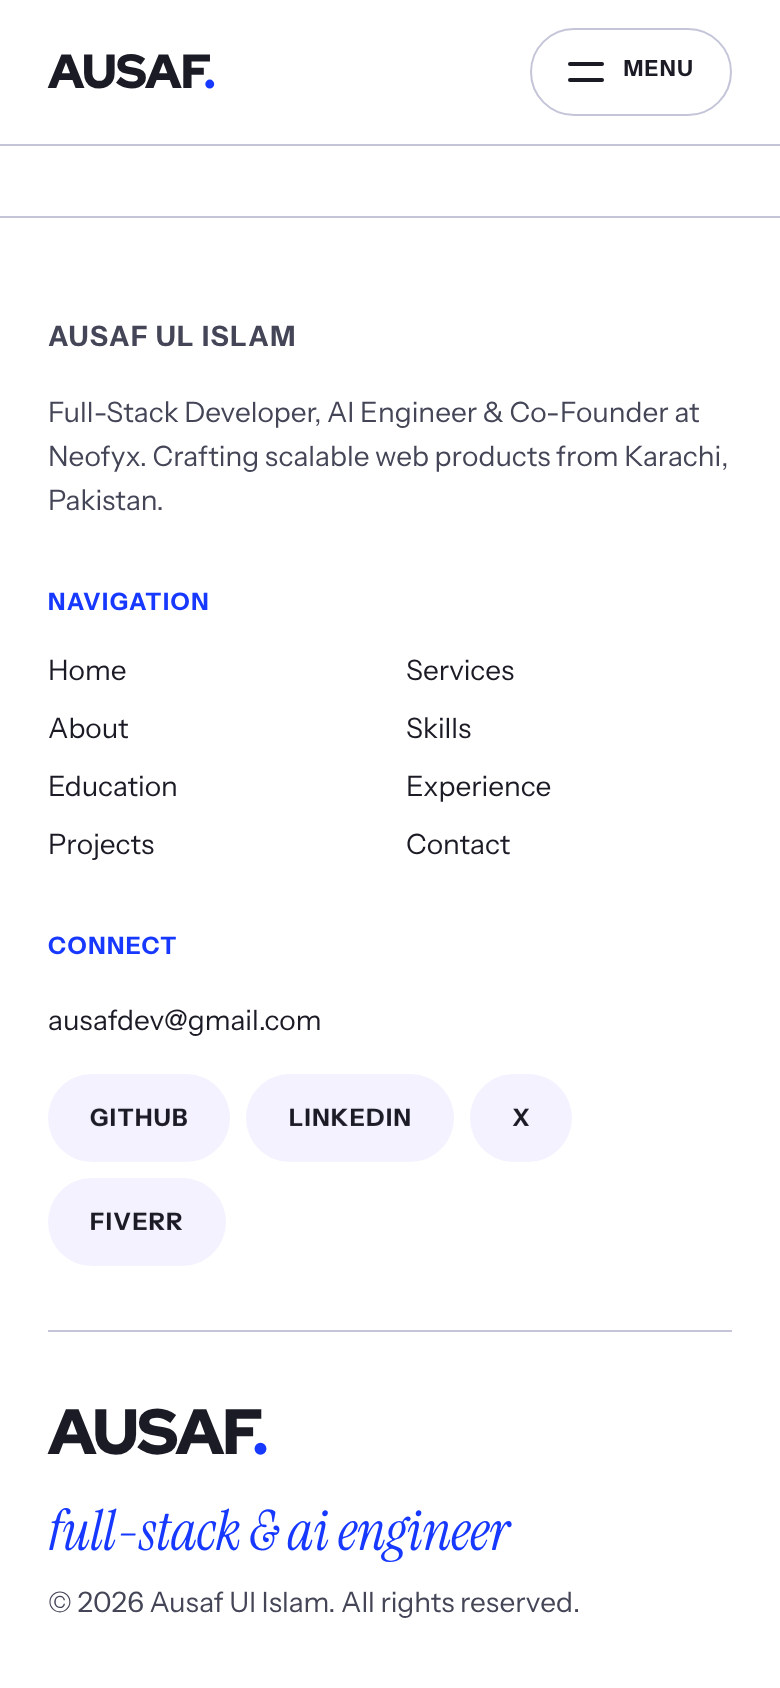 AUSAF.
MENU
AUSAF UL ISLAM
Full-Stack Developer, AI Engineer & Co-Founder at
Neofyx. Crafting scalable web products from Karachi,
Pakistan.
NAVIGATION
Home
Services
About
Skills
Education
Experience
Projects
Contact
CONNECT
ausafdev@gmail.com
GITHUB
LINKEDIN
X
FIVERR
AUSAF.
full-stack & ai engineer
© 2026 Ausaf Ul Islam. All rights reserved.